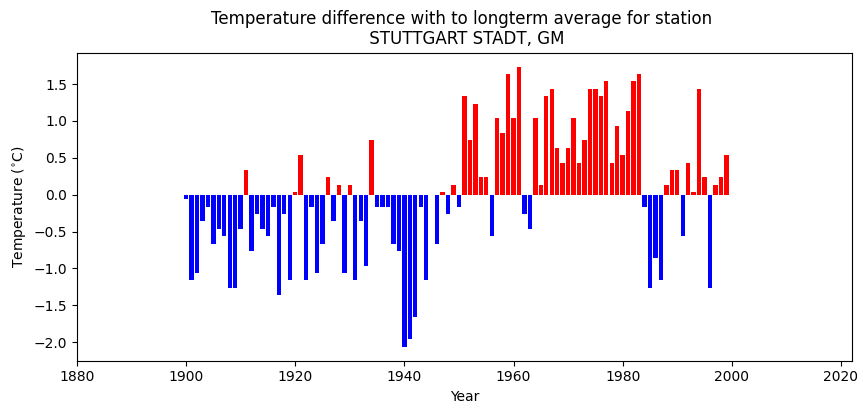 Temperature difference with to longterm average for station
STUTTGART STADT, GM
Temperature (°C)
1.5
1.0
0.5
0.0
−0.5
−1.0
−1.5
−2.0
1880 1900 1920 1940 1960 1980 2000 2020
Year